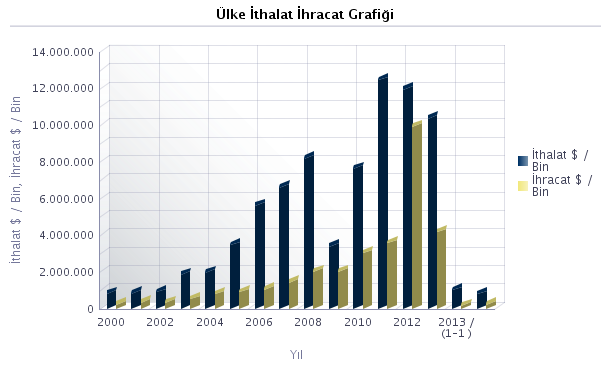 Ülke İthalat İhracat Grafiği
İthalat $ / Bin, İhracat $ / Bin
14.000.000
12.000.000
10.000.000
8.000.000
6.000.000
4.000.000
2.000.000
0
2000
2002
2004
2006
2008
2010
2012
2013 /
(1-1 )
Yıl
İthalat $ /
Bin
İhracat $ /
Bin